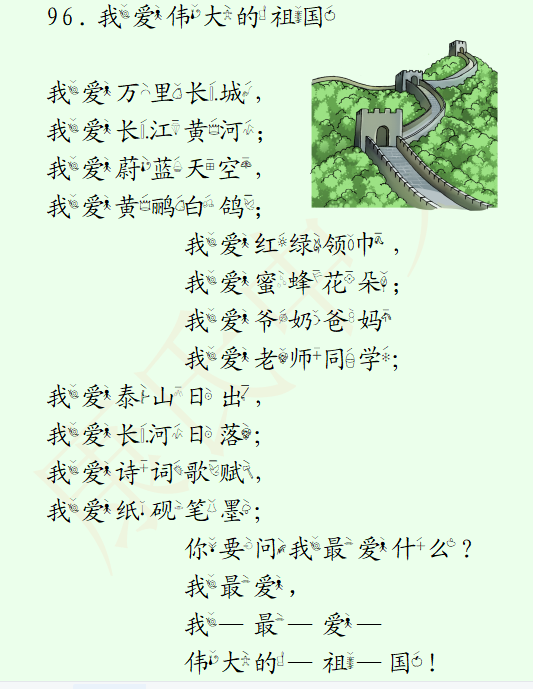 96. 我爱伟大的祖国
我爱万里长城，
我爱长江黄河；
我爱蔚蓝天空，
我爱黄鹂白鸽；
我爱红绿领巾，
我爱蜜蜂花朵；
我爱爷奶爸妈
我爱老师同学；
我爱泰山日出，
我爱长河日落；
我爱诗词歌赋，
我爱纸砚笔墨；
你要问我最爱什么？
我最爱，
我—最—爱—
伟大的—祖—国！